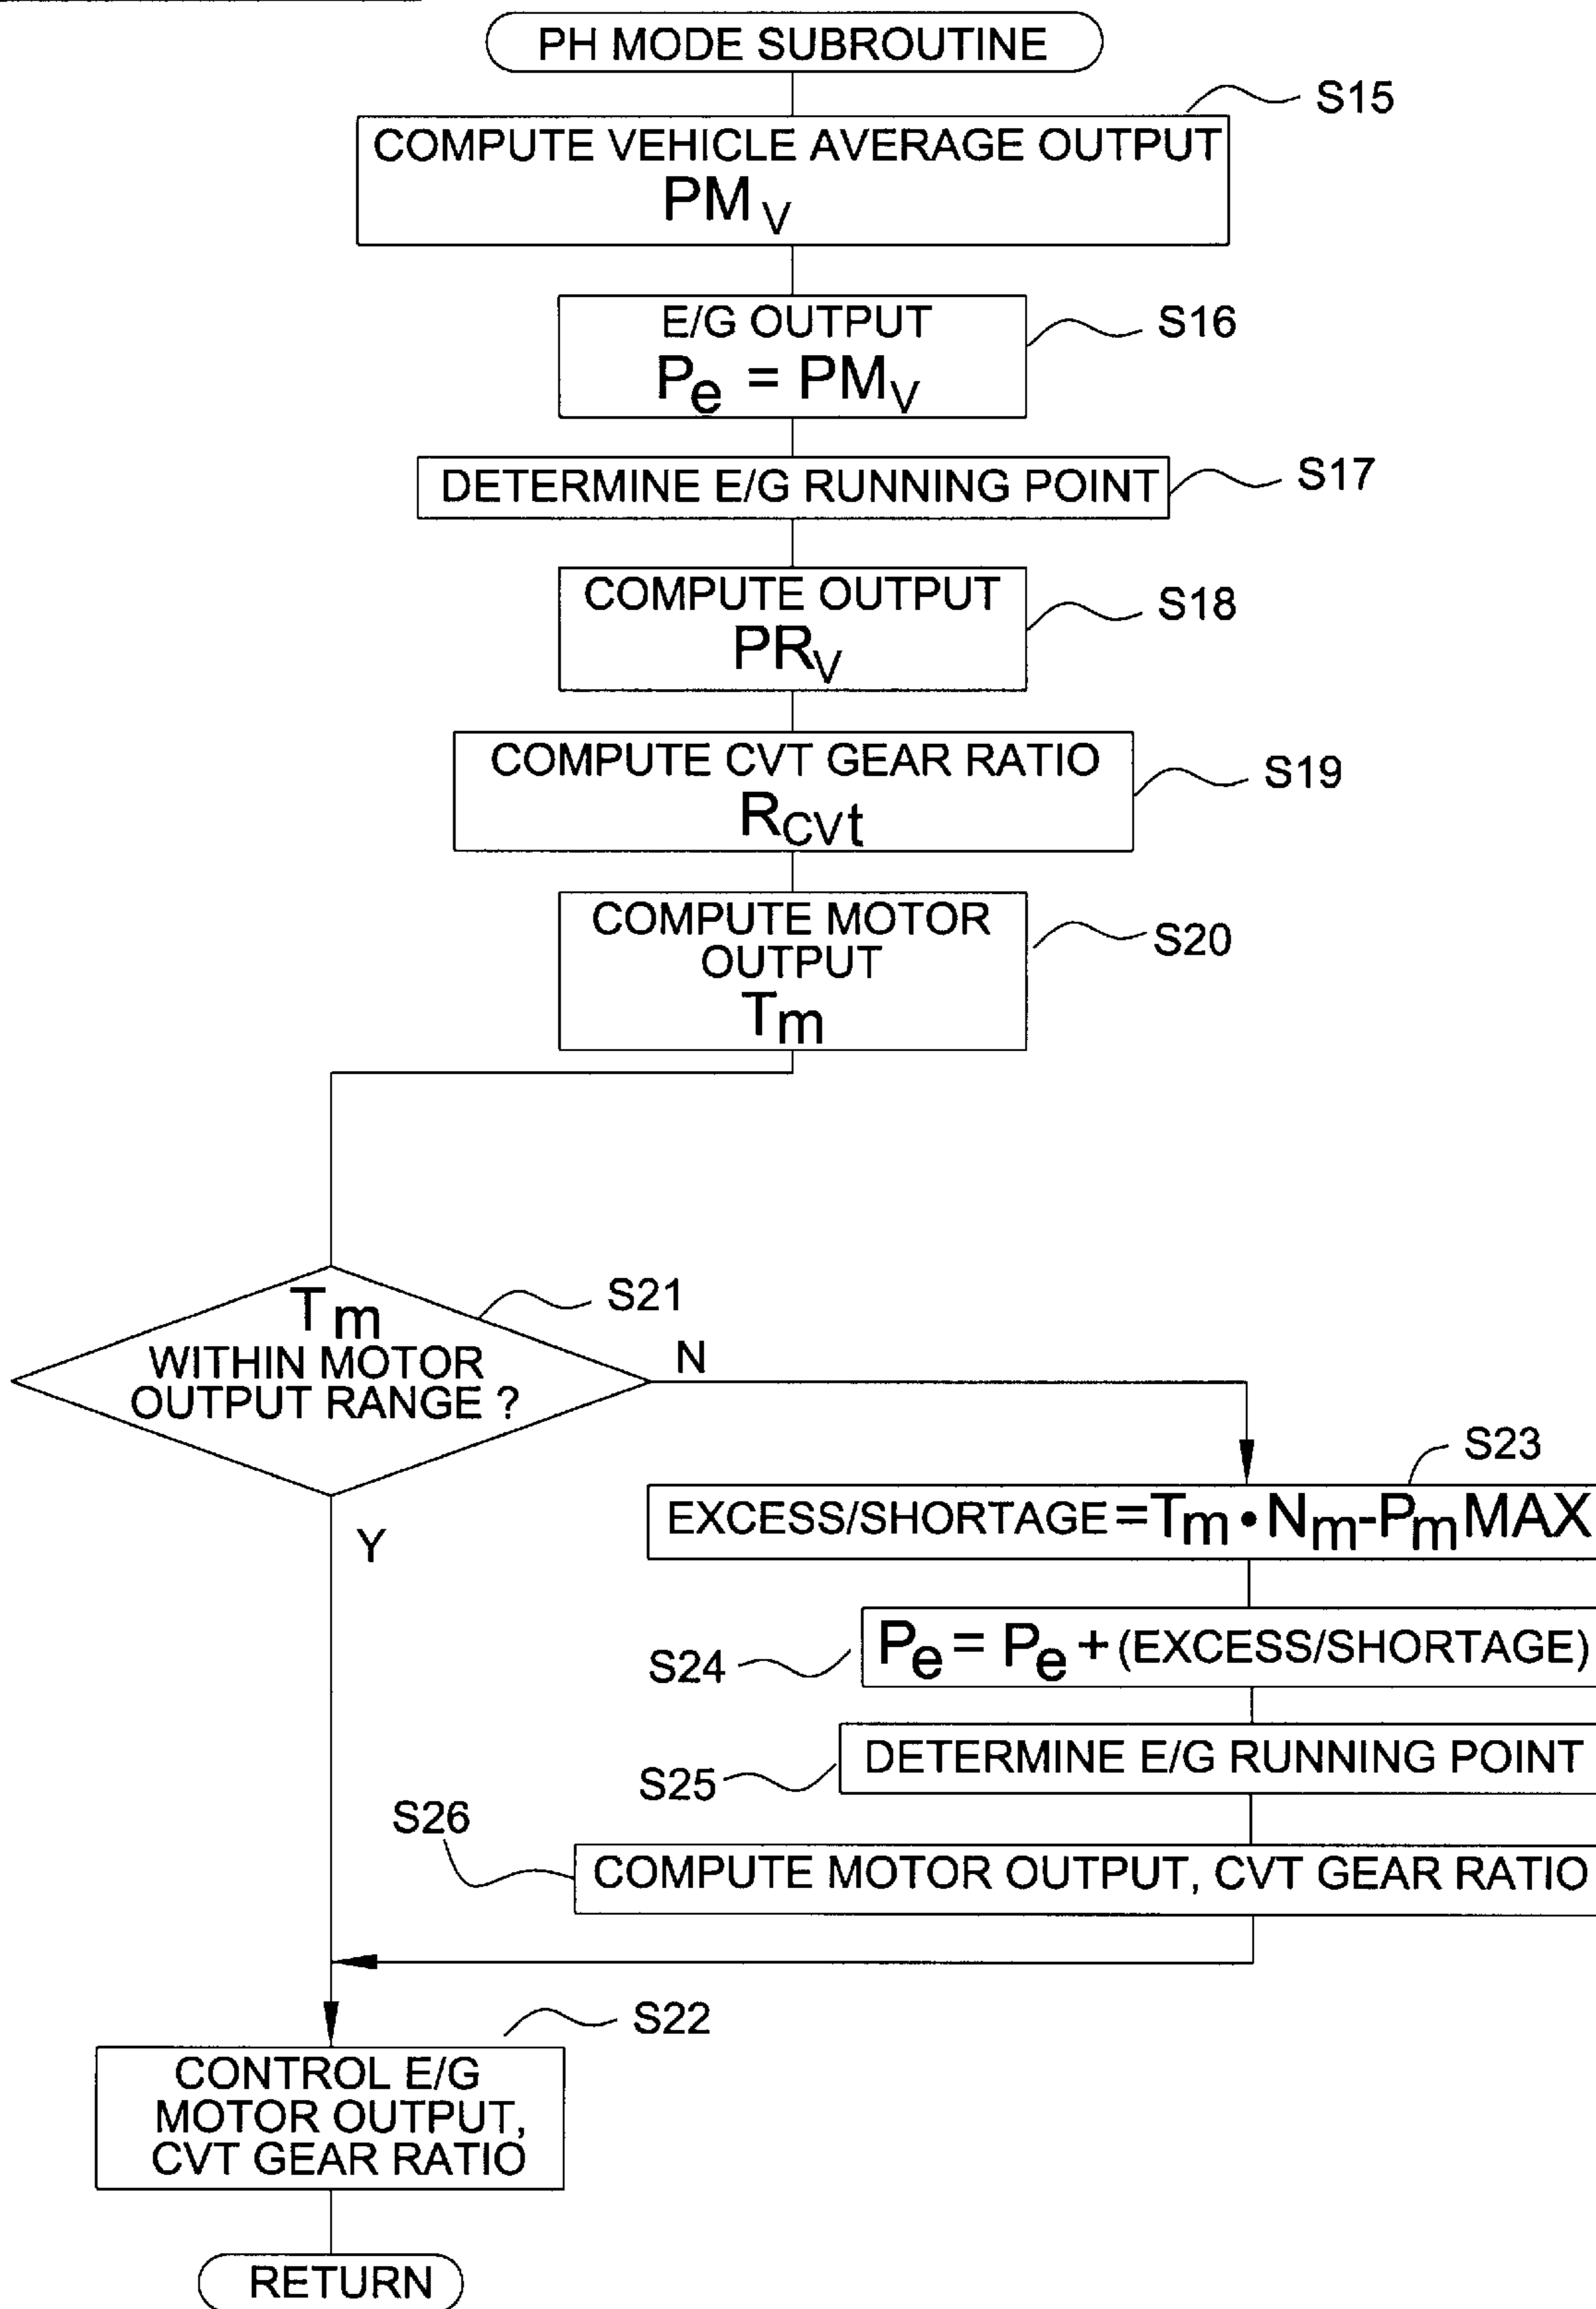 PH MODE SUBROUTINE
S15
COMPUTE VEHICLE AVERAGE OUTPUT
PMV
E/G OUTPUT
Pe = PMV
S16
DETERMINE E/G RUNNING POINT
S17
COMPUTE OUTPUT
PRV
S18
COMPUTE CVT GEAR RATIO
RCVt
S19
COMPUTE MOTOR
OUTPUT
Tm
S20
S21
Tm
WITHIN MOTOR
OUTPUT RANGE ?
N
Y
S23
EXCESS/SHORTAGE=Tm•Nm-PmMAX
S24
Pe = Pe + (EXCESS/SHORTAGE)
S25
DETERMINE E/G RUNNING POINT
S26
COMPUTE MOTOR OUTPUT, CVT GEAR RATIO
S22
CONTROL E/G
MOTOR OUTPUT,
CVT GEAR RATIO
RETURN